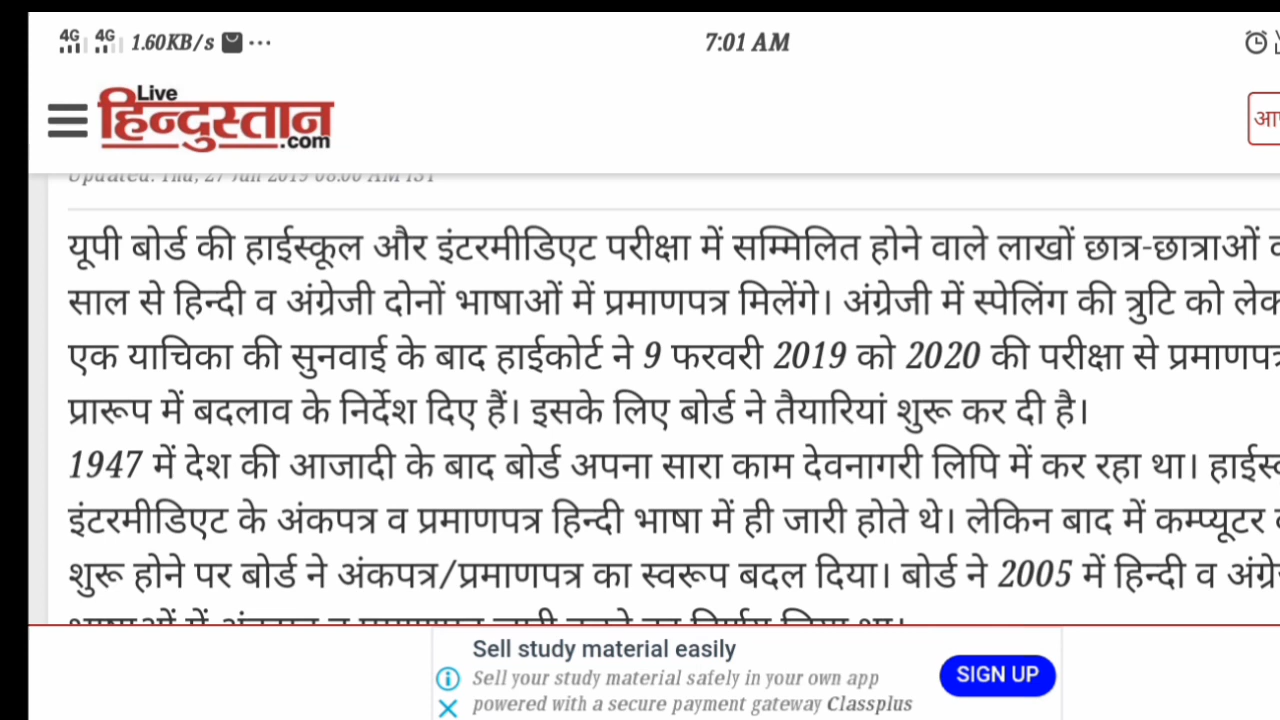 4G 4G 1.60KB/s ... 7:01 AM
Live
हिन्दुस्तान
.com
यूपी बोर्ड की हाईस्कूल और इंटरमीडिएट परीक्षा में सम्मिलित होने वाले लाखों छात्र-छात्राओं
साल से हिन्दी व अंग्रेजी दोनों भाषाओं में प्रमाणपत्र मिलेंगे। अंग्रेजी में स्पेलिंग की त्रुटि को
एक याचिका की सुनवाई के बाद हाईकोर्ट ने 9 फरवरी 2019 को 2020 की परीक्षा से
प्रारूप में बदलाव के निर्देश दिए हैं। इसके लिए बोर्ड ने तैयारियां शुरू कर दी है।
1947 में देश की आजादी के बाद बोर्ड अपना सारा काम देवनागरी लिपि में कर रहा था।
इंटरमीडिएट के अंकपत्र व प्रमाणपत्र हिन्दी भाषा में ही जारी होते थे। लेकिन बाद में कम्प्यूटर
शुरू होने पर बोर्ड ने अंकपत्र/प्रमाणपत्र का स्वरूप बदल दिया। बोर्ड ने 2005 में हिन्दी व
Sell study material easily
Sell your study material safely in your own app
powered with a secure payment gateway Classplus
SIGN UP